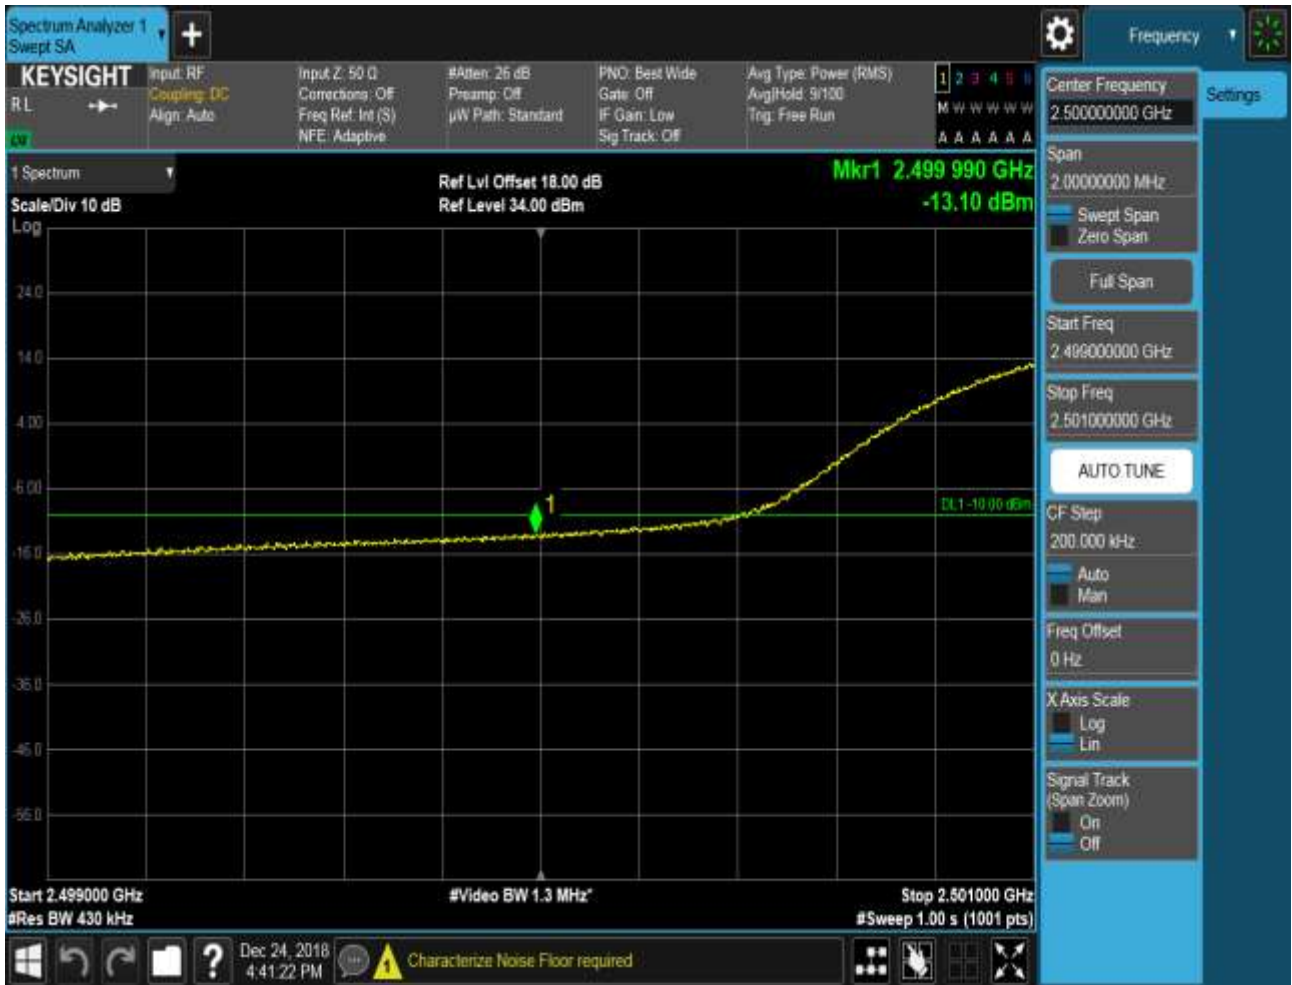 Spectrum Analyzer 1
Swept SA
+
Frequency
KEYSIGHT
RL
Input: RF
Coupling: DC
Align: Auto
Input Z: 50 Ω
Corrections: Off
Freq Ref: Int (S)
NFE: Adaptive
#Atten: 26 dB
Preamp: Off
µW Path: Standard
PNO: Best Wide
Gate: Off
IF Gain: Low
Sig Track: Off
Avg Type: Power (RMS)
Avg|Hold: 9/100
Trig: Free Run
1 2 3 4 5 6
M W W W W W
A A A A A A
1 Spectrum
Scale/Div 10 dB
Log
Ref Lvl Offset 18.00 dB
Ref Level 34.00 dBm
Mkr1 2.499 990 GHz
-13.10 dBm
24.0
14.0
4.00
-6.00
-16.0
-26.0
-36.0
-46.0
-56.0
1
DL1 -10.00 dBm
Start 2.499000 GHz
#Res BW 430 kHz
#Video BW 1.3 MHz*
Stop 2.501000 GHz
#Sweep 1.00 s (1001 pts)
Center Frequency
2.500000000 GHz
Settings
Span
2.00000000 MHz
Swept Span
Zero Span
Full Span
Start Freq
2.499000000 GHz
Stop Freq
2.501000000 GHz
AUTO TUNE
CF Step
200.000 kHz
Auto
Man
Freq Offset
0 Hz
X Axis Scale
Log
Lin
Signal Track
(Span Zoom)
On
Off
?
Dec 24, 2018
4:41:22 PM
1
Characterize Noise Floor required